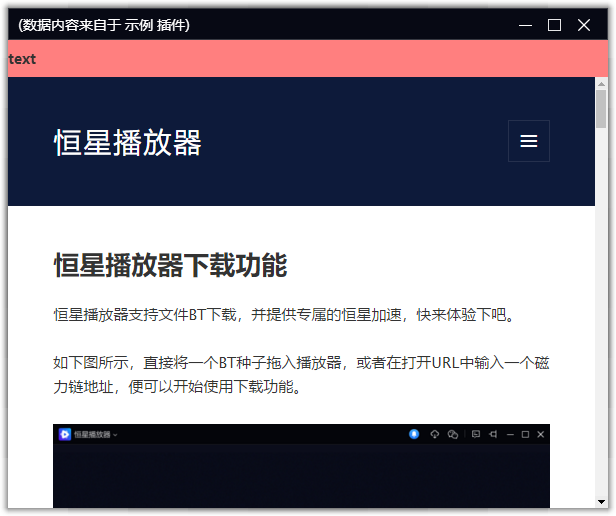 (数据内容来自于 示例 插件)
text
恒星播放器
恒星播放器下载功能
恒星播放器支持文件BT下载，并提供专属的恒星加速，快来体验下吧。
如下图所示，直接将一个BT种子拖入播放器，或者在打开URL中输入一个磁
力链地址，便可以开始使用下载功能。
恒星播放器